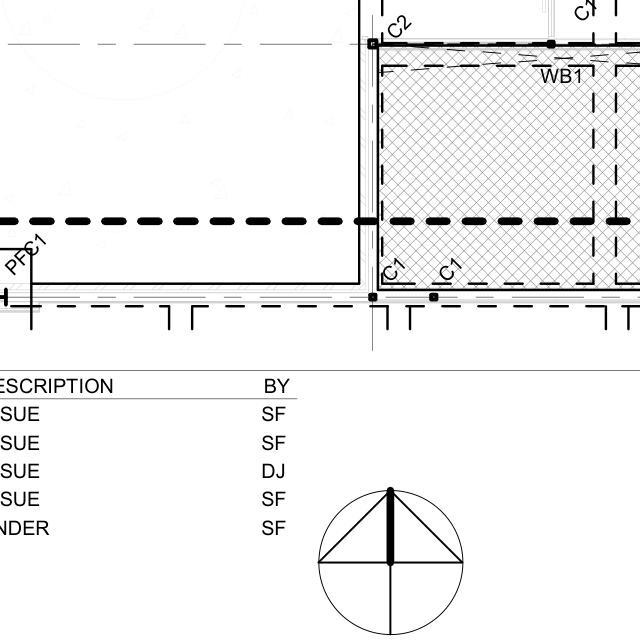 C2
C1
WB1
PFC1
C1
C1
ESCRIPTION BY
SUE SF
SUE SF
SUE DJ
SUE SF
NDER SF